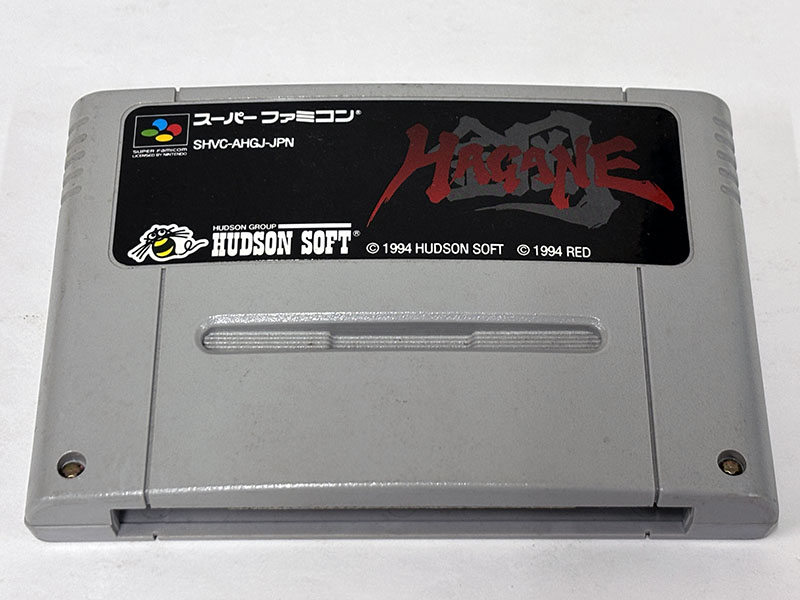 スーパーファミコン®
SUPER FAMICOM
LICENSED BY NINTENDO
SHVC-AHGJ-JPN
鋼
HAGANE
HUDSON GROUP
HUDSON SOFT®
© 1994 HUDSON SOFT © 1994 RED